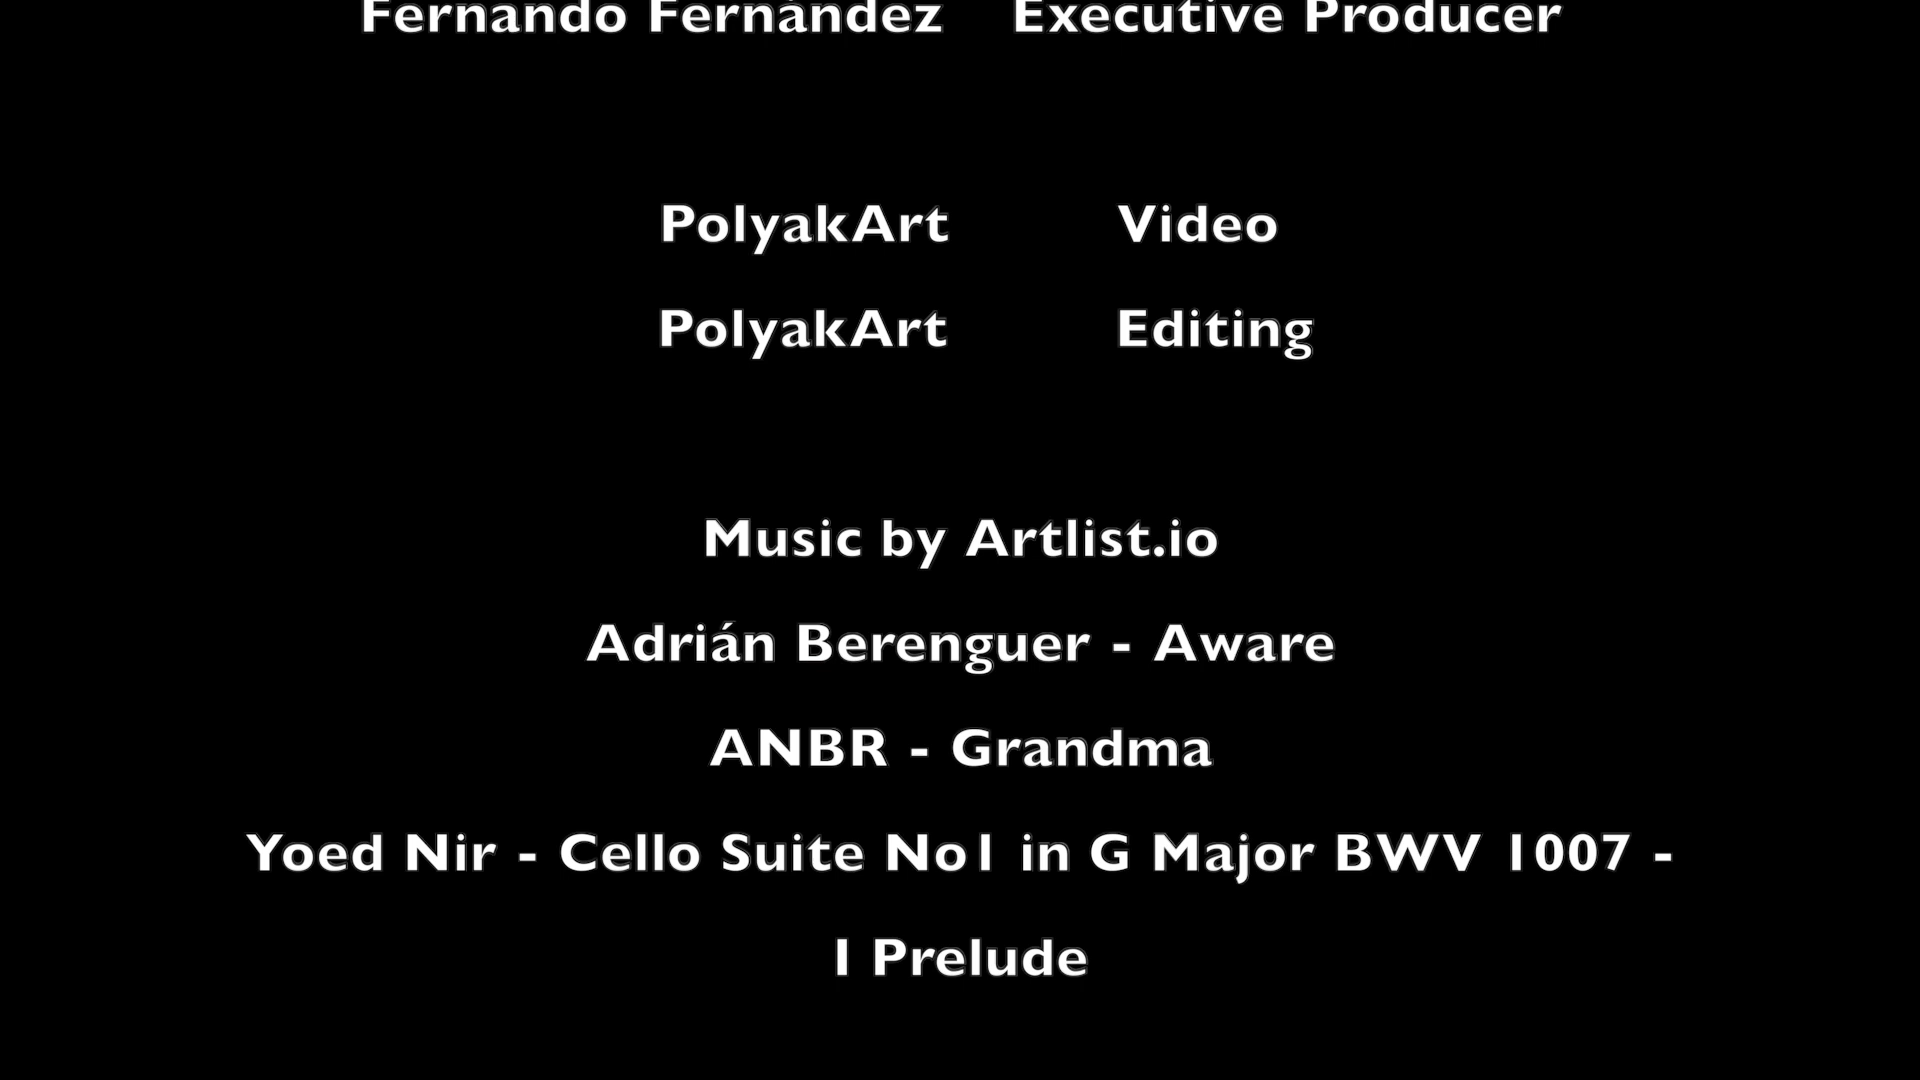 Fernando Fernández Executive Producer
PolyakArt Video
PolyakArt Editing
Music by Artlist.io
Adrián Berenguer - Aware
ANBR - Grandma
Yoed Nir - Cello Suite No1 in G Major BWV 1007 -
I Prelude